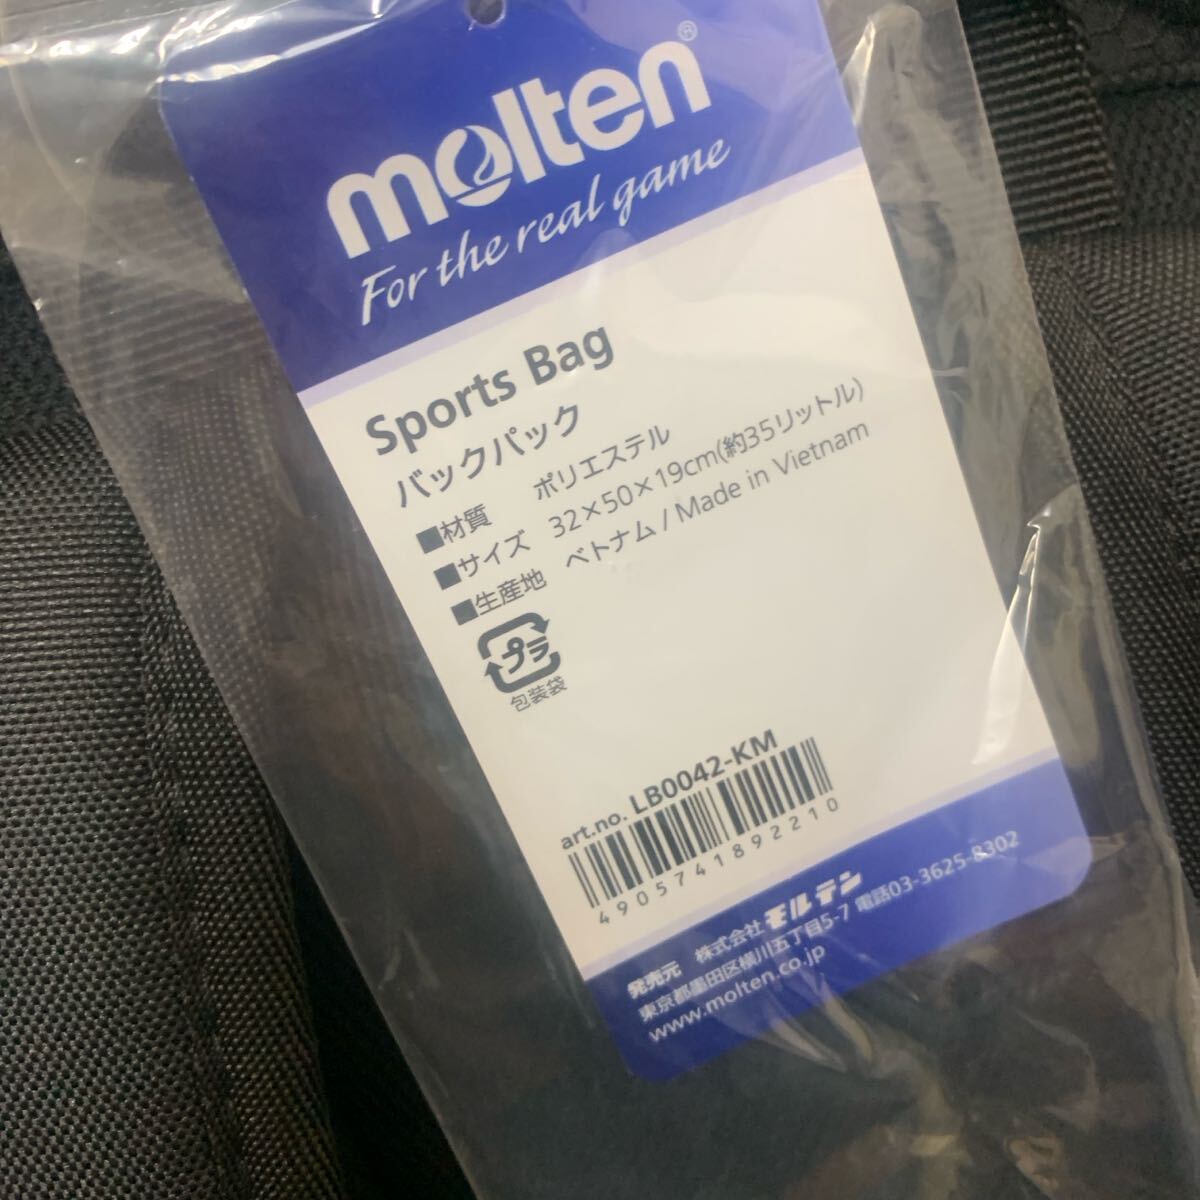 molten®
For the real game
Sports Bag
バックパック
■材質 ポリエステル
■サイズ 32×50×19cm(約35リットル)
■生産地 ベトナム / Made in Vietnam
プラ
包装袋
art.no. LB0042-KM
4905741892210
発売元 株式会社モルテン
東京都墨田区横川五丁目5-7 電話03-3625-8302
www.molten.co.jp